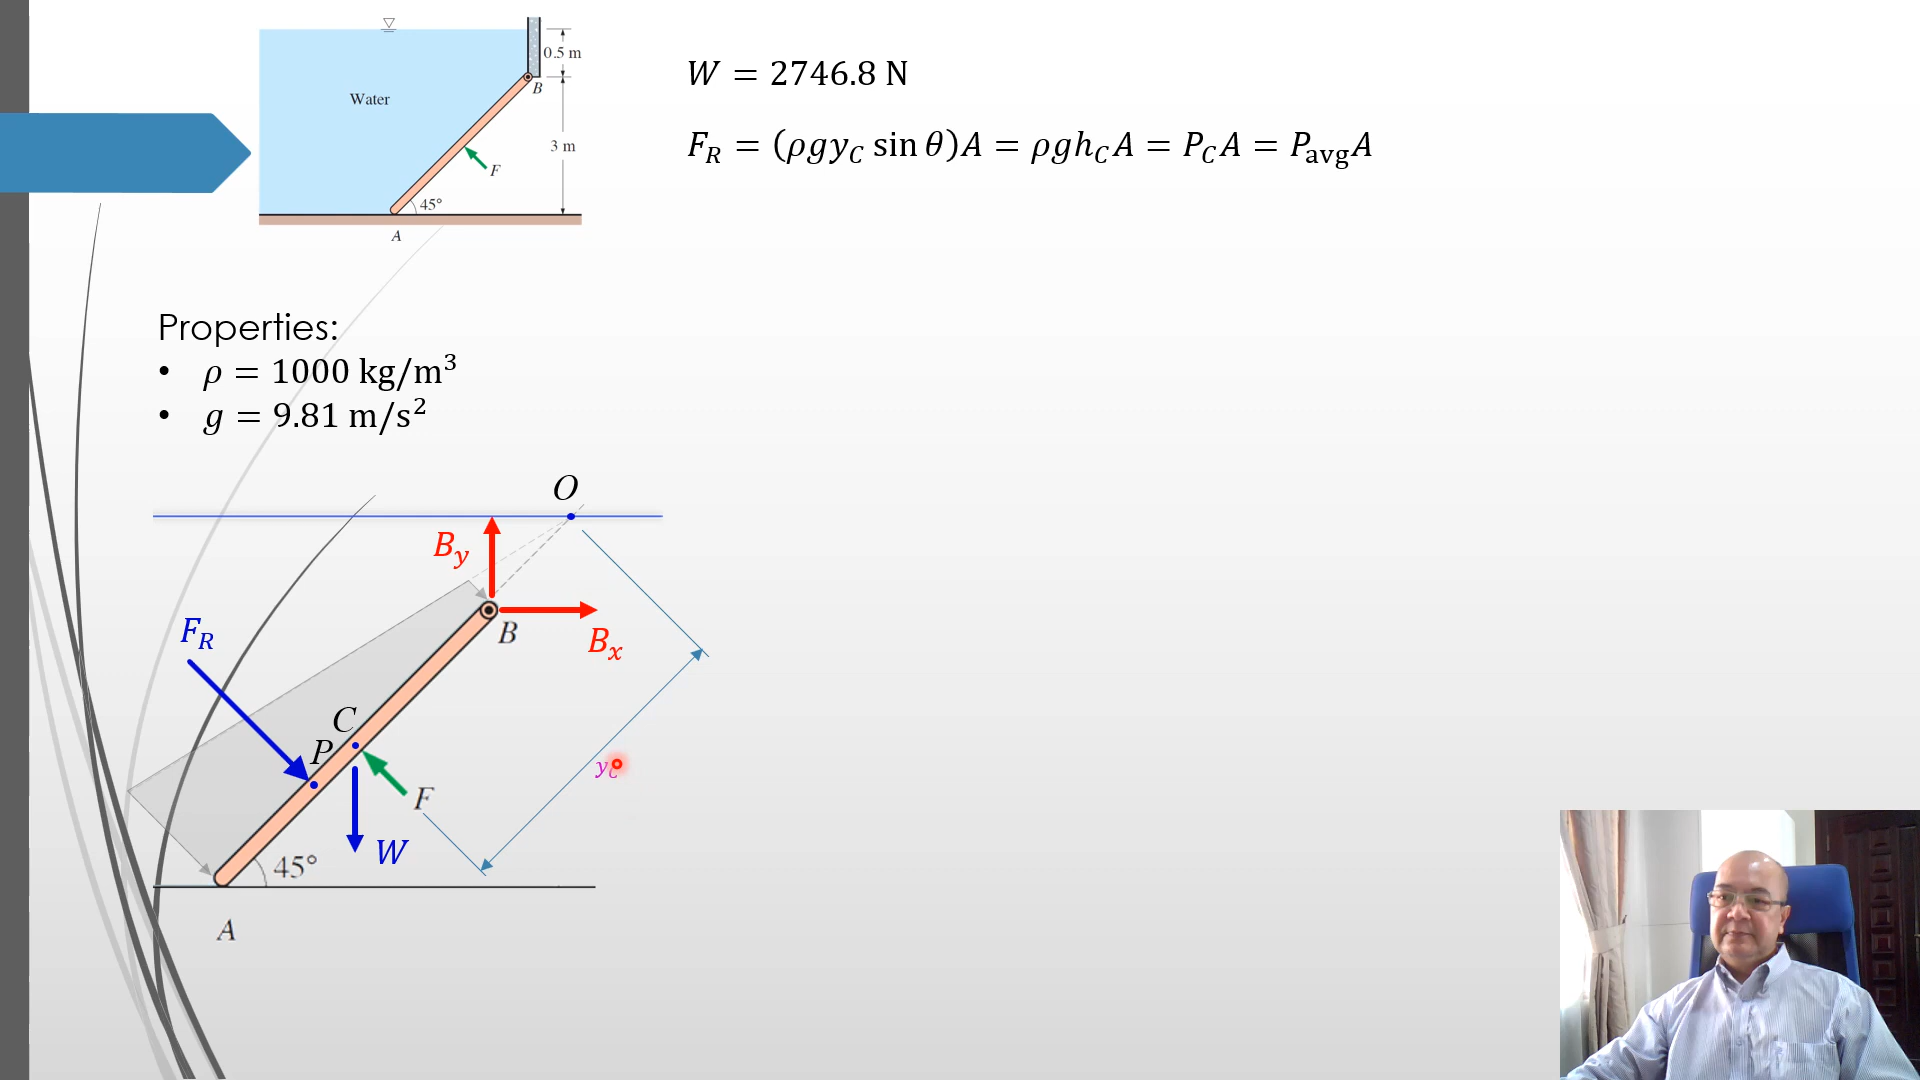 0.5 m
B
Water
3 m
F
45°
A
W = 2746.8 N
F_R = (ρgy_C sin θ)A = ρgh_C A = P_C A = P_avg A
Properties:
• ρ = 1000 kg/m³
• g = 9.81 m/s²
O
B_y
B
B_x
F_R
C
P
y_C
F
W
45°
A